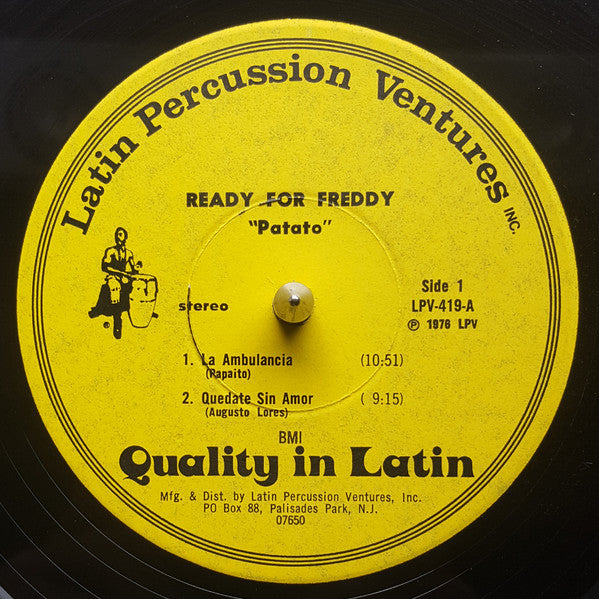 Latin Percussion Ventures INC.
READY FOR FREDDY
"Patato"
stereo
Side 1
LPV-419-A
℗ 1976 LPV
1. La Ambulancia (10:51)
(Papaito)
2. Quedate Sin Amor ( 9:15)
(Augusto Lores)
BMI
Quality in Latin
Mfg. & Dist. by Latin Percussion Ventures, Inc.
PO Box 88, Palisades Park, N.J.
07650